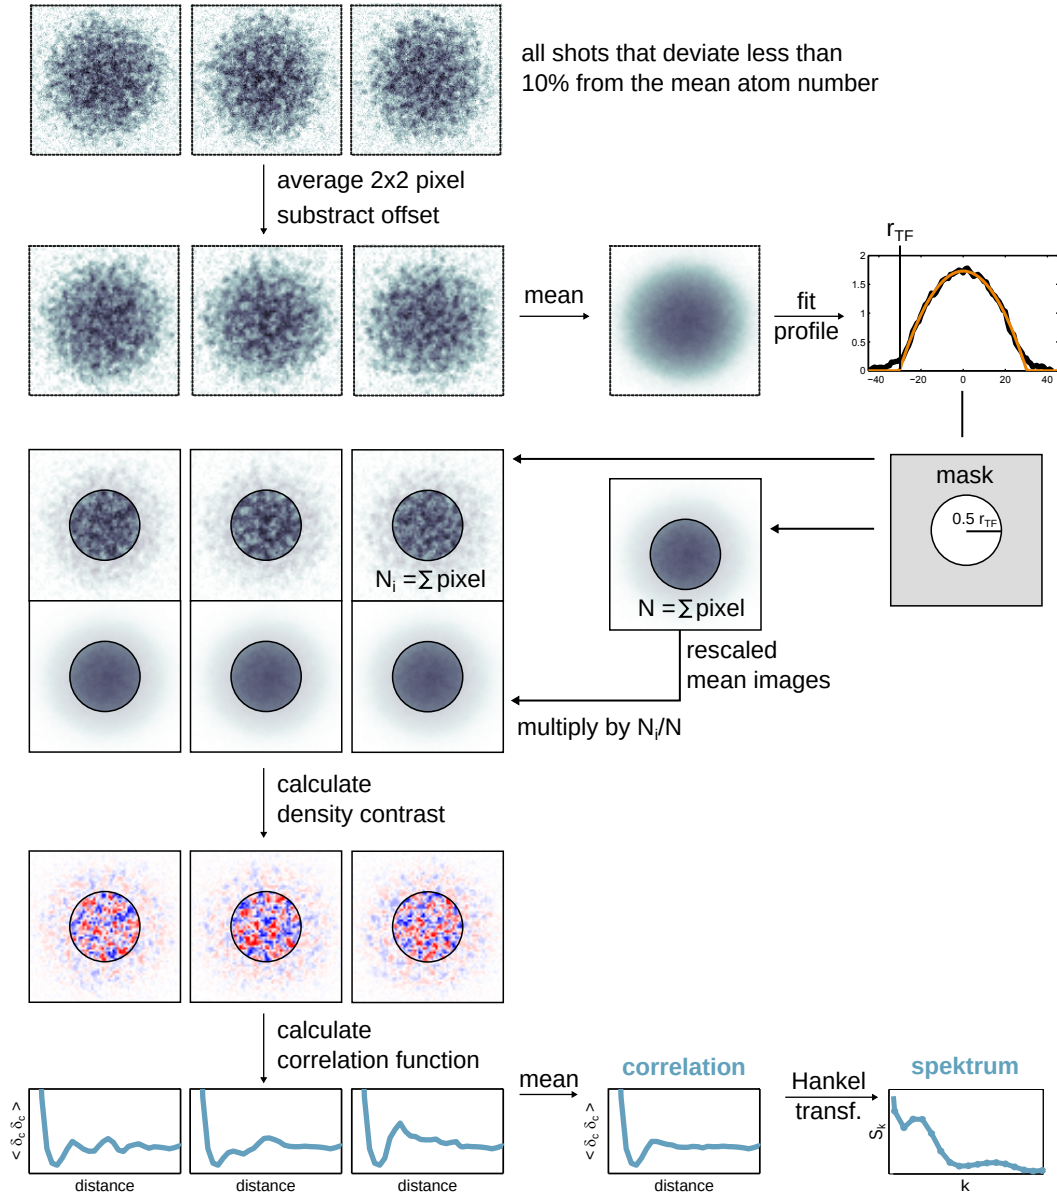 all shots that deviate less than
10% from the mean atom number
average 2x2 pixel
substract offset
mean
fit
profile
r_TF
2
1.5
1
0.5
0
−40
−20
0
20
40
mask
0.5 r_TF
N_i = Σ pixel
N = Σ pixel
rescaled
mean images
multiply by N_i/N
calculate
density contrast
calculate
correlation function
mean
correlation
Hankel
transf.
spektrum
< δ_c δ_c >
distance
distance
distance
< δ_c δ_c >
distance
S_k
k